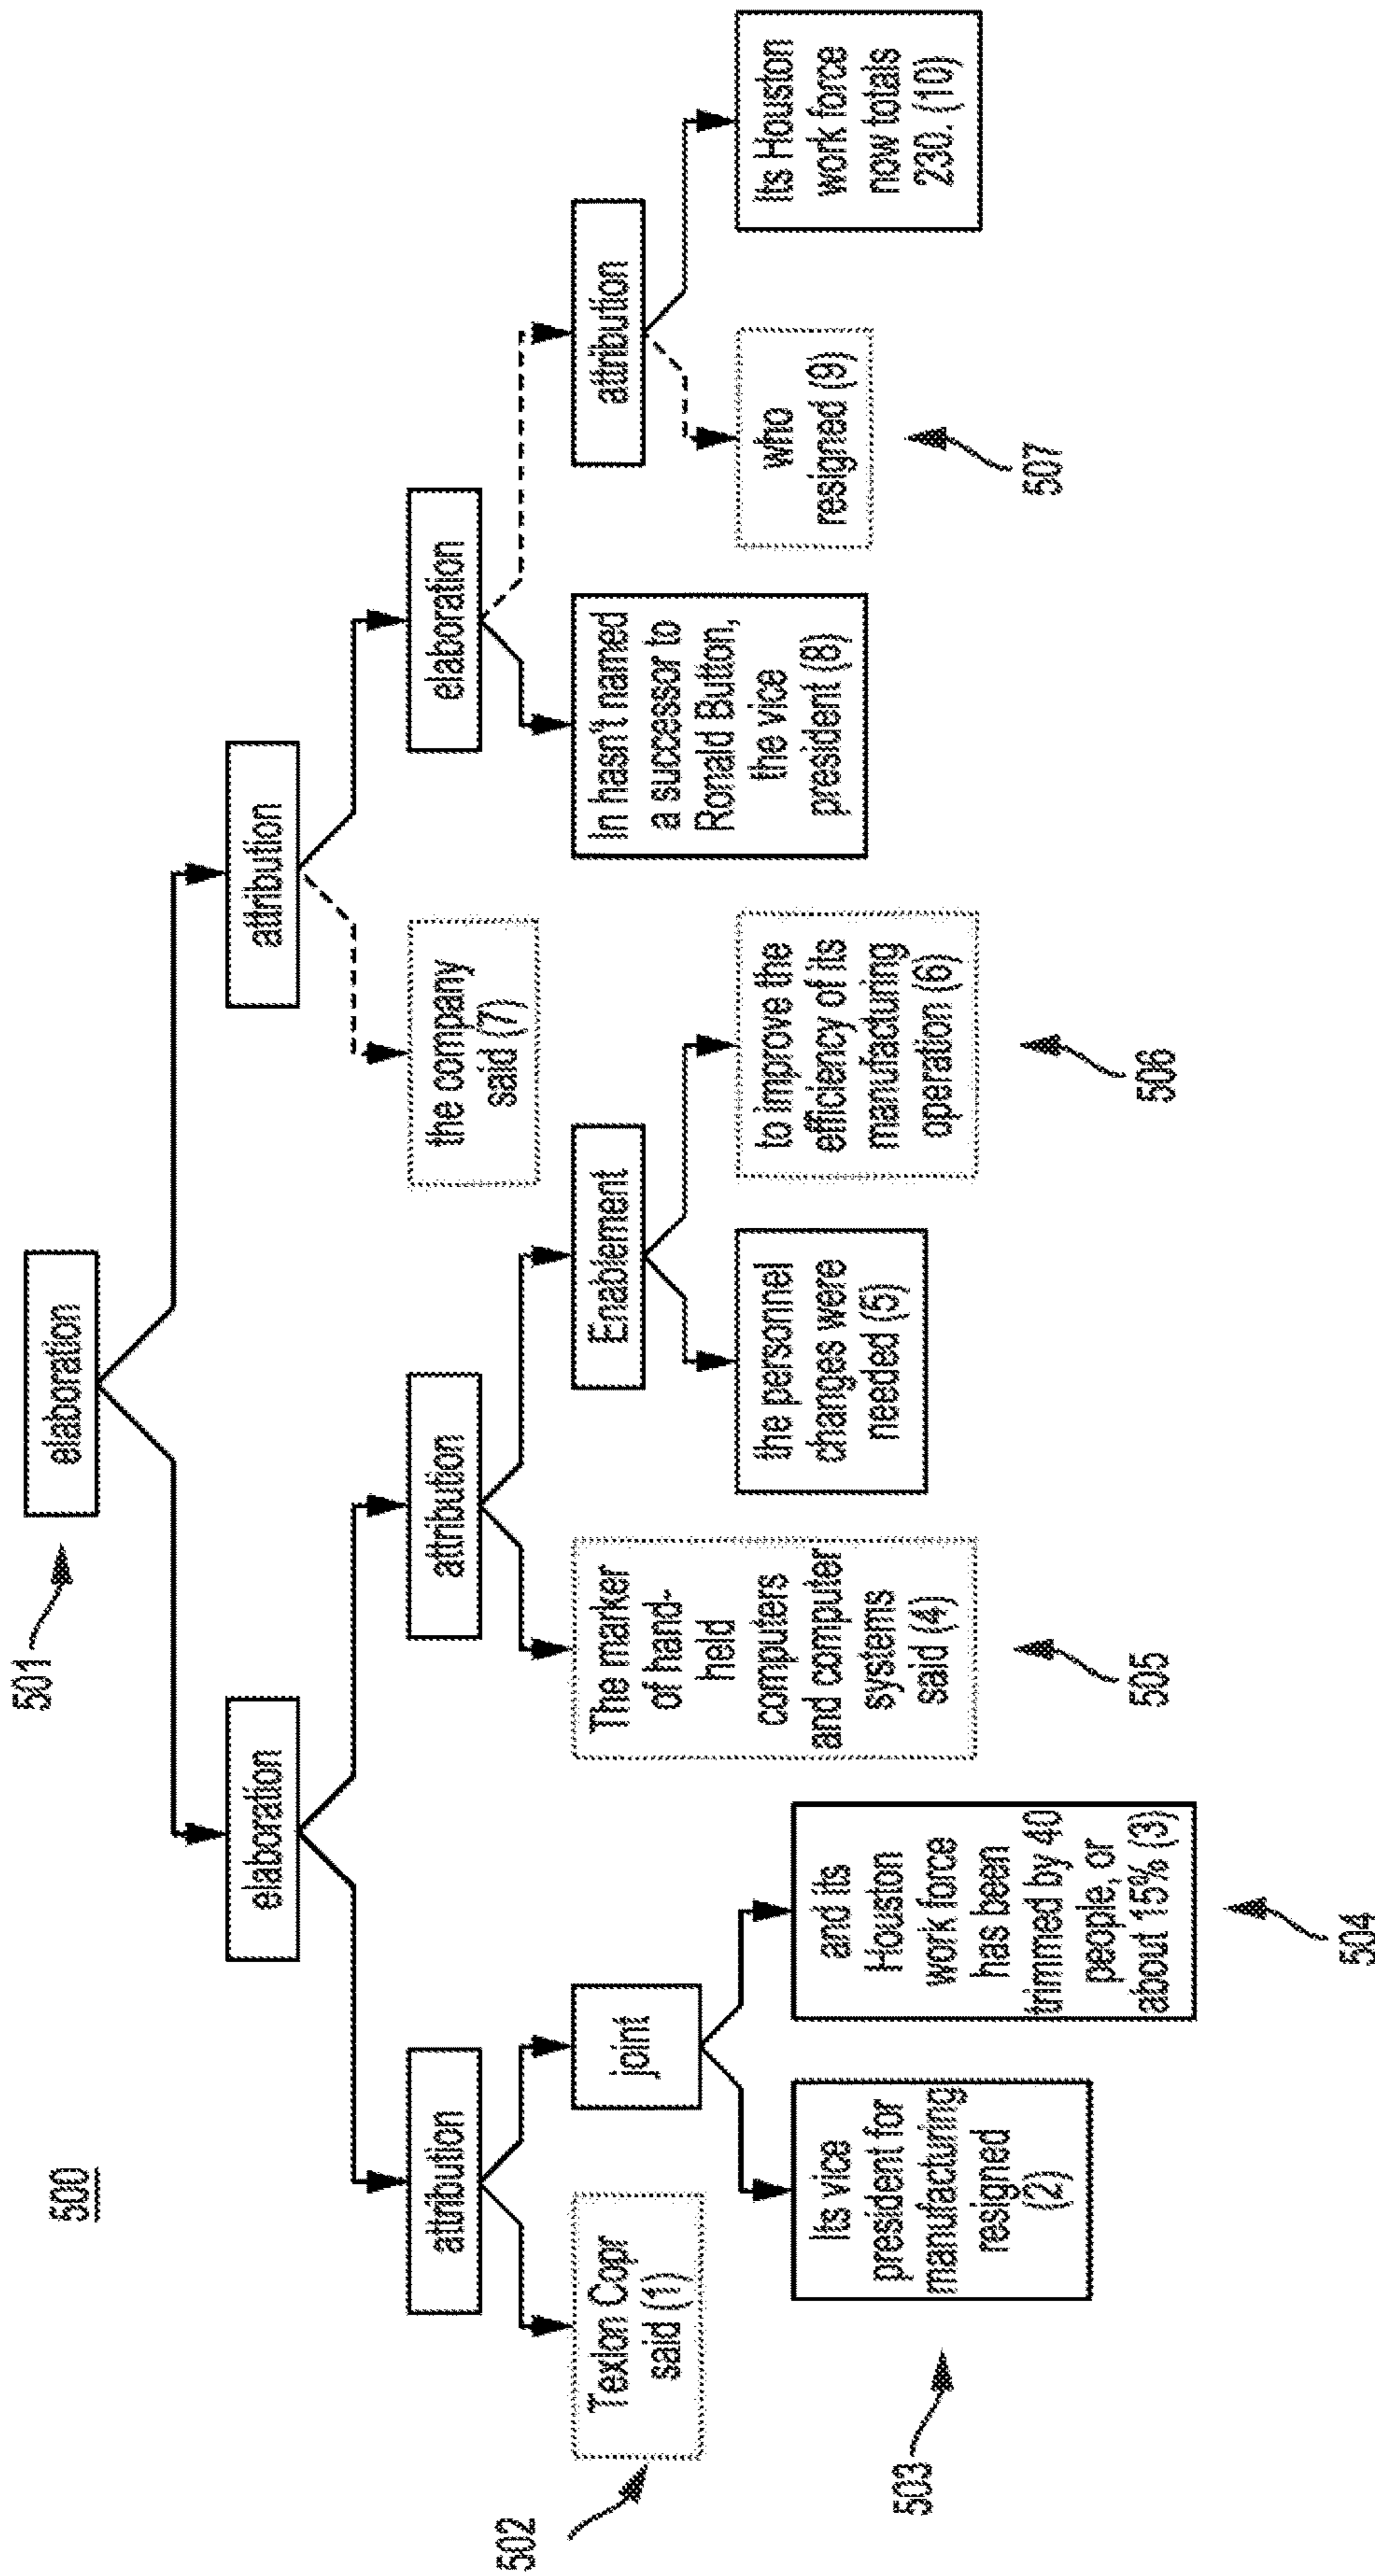 500
501
elaboration
elaboration
attribution
attribution
attribution
elaboration
502
Texlon Copr
said (1)
joint
The marker
of hand-
held
computers
and computer
systems
said (4)
505
Enablement
the company
said (7)
In hasn't named
a successor to
Ronald Button,
the vice
president (8)
attribution
503
Its vice
president for
manufacturing
resigned
(2)
and its
Houston
work force
has been
trimmed by 40
people, or
about 15% (3)
504
the personnel
changes were
needed (5)
to improve the
efficiency of its
manufacturing
operation (6)
506
who
resigned (9)
507
Its Houston
work force
now totals
230. (10)